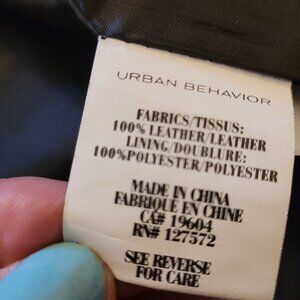 URBAN BEHAVIOR
FABRICS/TISSUS:
100% LEATHER/LEATHER
LINING/DOUBLURE:
100%POLYESTER/POLYESTER
MADE IN CHINA
FABRIQUE EN CHINE
CA# 19604
RN# 127572
SEE REVERSE
FOR CARE